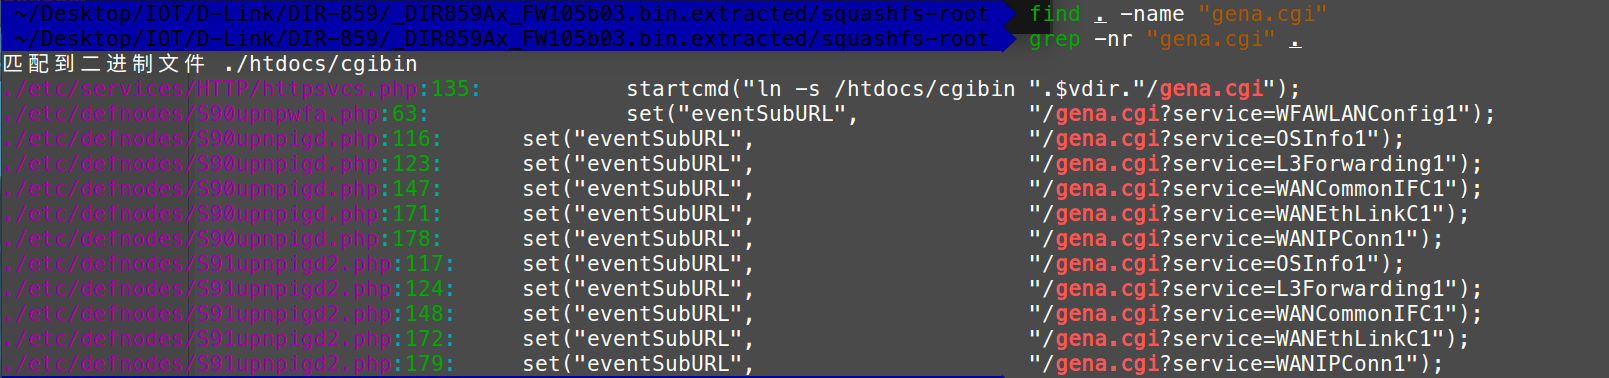 ~/Desktop/IOT/D-Link/DIR-859/_DIR859Ax_FW105b03.bin.extracted/squashfs-root find . -name "gena.cgi"
~/Desktop/IOT/D-Link/DIR-859/_DIR859Ax_FW105b03.bin.extracted/squashfs-root grep -nr "gena.cgi" .
匹配到二进制文件 ./htdocs/cgibin
./etc/services/HTTP/httpsvcs.php:135: startcmd("ln -s /htdocs/cgibin ".$vdir."/gena.cgi");
./etc/defnodes/S90upnpwfa.php:63: set("eventSubURL", "/gena.cgi?service=WFAWLANConfig1");
./etc/defnodes/S90upnpigd.php:116: set("eventSubURL", "/gena.cgi?service=OSInfo1");
./etc/defnodes/S90upnpigd.php:123: set("eventSubURL", "/gena.cgi?service=L3Forwarding1");
./etc/defnodes/S90upnpigd.php:147: set("eventSubURL", "/gena.cgi?service=WANCommonIFC1");
./etc/defnodes/S90upnpigd.php:171: set("eventSubURL", "/gena.cgi?service=WANEthLinkC1");
./etc/defnodes/S90upnpigd.php:178: set("eventSubURL", "/gena.cgi?service=WANIPConn1");
./etc/defnodes/S91upnpigd2.php:117: set("eventSubURL", "/gena.cgi?service=OSInfo1");
./etc/defnodes/S91upnpigd2.php:124: set("eventSubURL", "/gena.cgi?service=L3Forwarding1");
./etc/defnodes/S91upnpigd2.php:148: set("eventSubURL", "/gena.cgi?service=WANCommonIFC1");
./etc/defnodes/S91upnpigd2.php:172: set("eventSubURL", "/gena.cgi?service=WANEthLinkC1");
./etc/defnodes/S91upnpigd2.php:179: set("eventSubURL", "/gena.cgi?service=WANIPConn1");